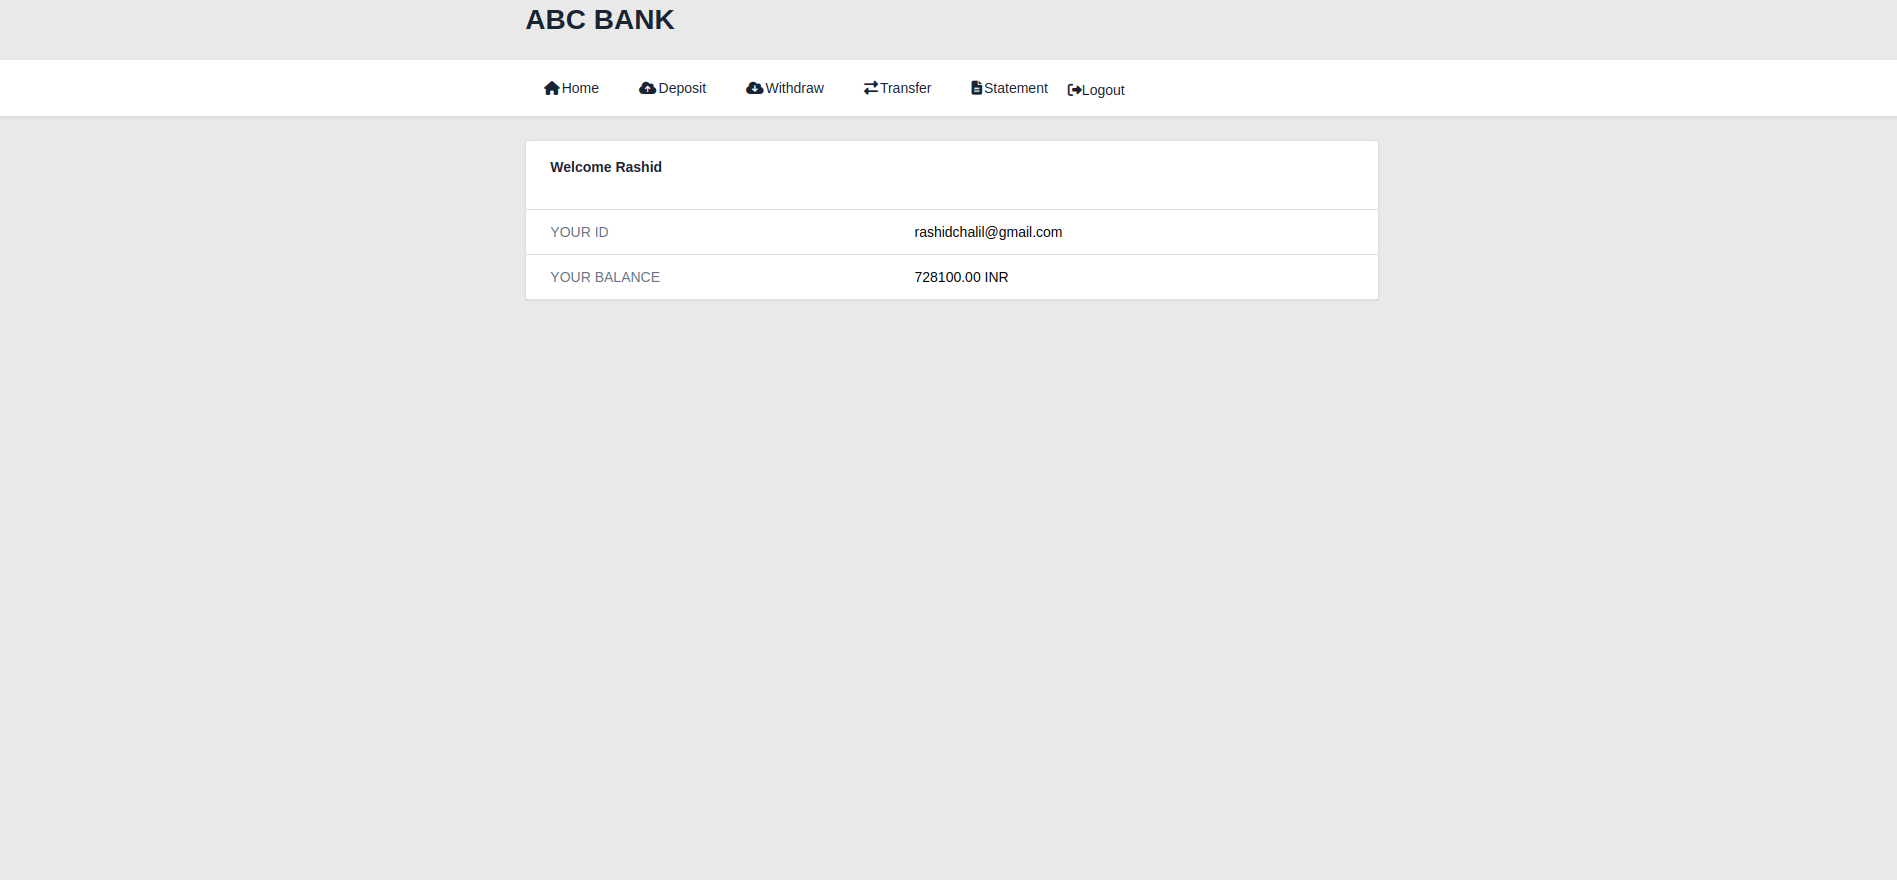 ABC BANK
Home Deposit Withdraw Transfer Statement Logout
Welcome Rashid
YOUR ID rashidchalil@gmail.com
YOUR BALANCE 728100.00 INR